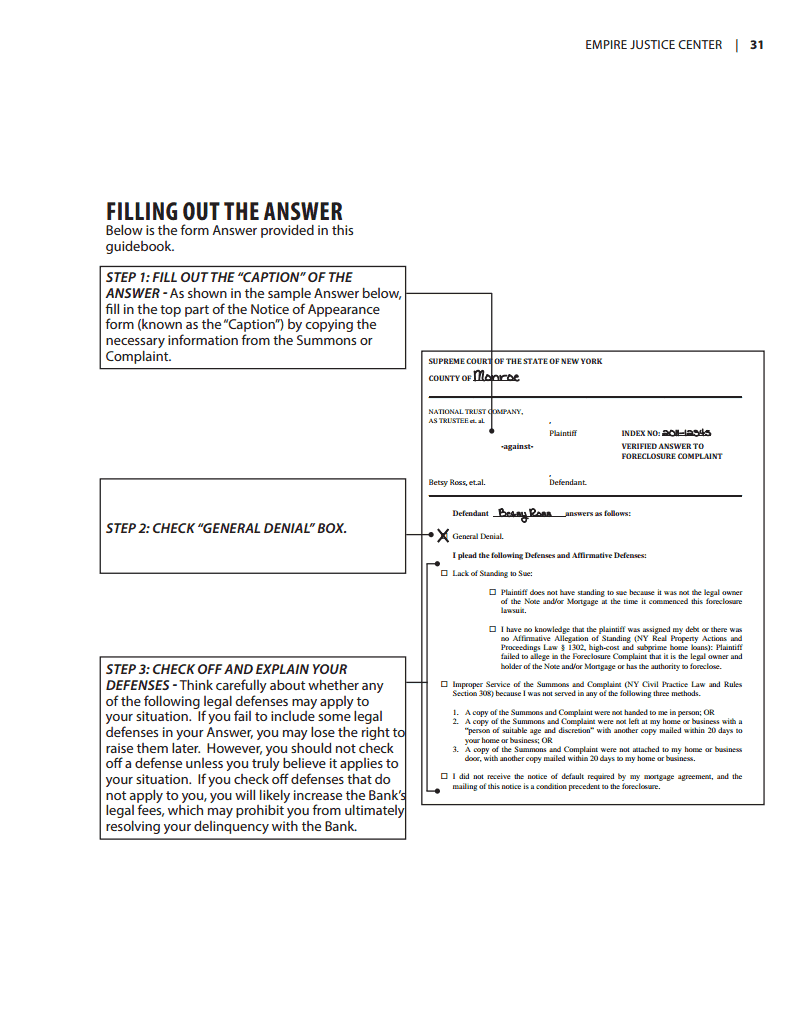 EMPIRE JUSTICE CENTER | 31
FILLING OUT THE ANSWER
Below is the form Answer provided in this
guidebook.
STEP 1: FILL OUT THE “CAPTION” OF THE
ANSWER - As shown in the sample Answer below,
fill in the top part of the Notice of Appearance
form (known as the “Caption”) by copying the
necessary information from the Summons or
Complaint.
STEP 2: CHECK “GENERAL DENIAL” BOX.
STEP 3: CHECK OFF AND EXPLAIN YOUR
DEFENSES - Think carefully about whether any
of the following legal defenses may apply to
your situation. If you fail to include some legal
defenses in your Answer, you may lose the right to
raise them later. However, you should not check
off a defense unless you truly believe it applies to
your situation. If you check off defenses that do
not apply to you, you will likely increase the Bank’s
legal fees, which may prohibit you from ultimately
resolving your delinquency with the Bank.
SUPREME COURT OF THE STATE OF NEW YORK
COUNTY OF Monroe
NATIONAL TRUST COMPANY,
AS TRUSTEE et. al. ,
Plaintiff INDEX NO: 2011-12345
-against- VERIFIED ANSWER TO
FORECLOSURE COMPLAINT
,
Betsy Ross, et.al. Defendant.
Defendant Betsy Ross answers as follows:
General Denial.
I plead the following Defenses and Affirmative Defenses:
☐ Lack of Standing to Sue:
☐ Plaintiff does not have standing to sue because it was not the legal owner
of the Note and/or Mortgage at the time it commenced this foreclosure
lawsuit.
☐ I have no knowledge that the plaintiff was assigned my debt or there was
no Affirmative Allegation of Standing (NY Real Property Actions and
Proceedings Law § 1302, high-cost and subprime home loans): Plaintiff
failed to allege in the Foreclosure Complaint that it is the legal owner and
holder of the Note and/or Mortgage or has the authority to foreclose.
☐ Improper Service of the Summons and Complaint (NY Civil Practice Law and Rules
Section 308) because I was not served in any of the following three methods.
1. A copy of the Summons and Complaint were not handed to me in person; OR
2. A copy of the Summons and Complaint were not left at my home or business with a
“person of suitable age and discretion” with another copy mailed within 20 days to
your home or business; OR
3. A copy of the Summons and Complaint were not attached to my home or business
door, with another copy mailed within 20 days to my home or business.
☐ I did not receive the notice of default required by my mortgage agreement, and the
mailing of this notice is a condition precedent to the foreclosure.